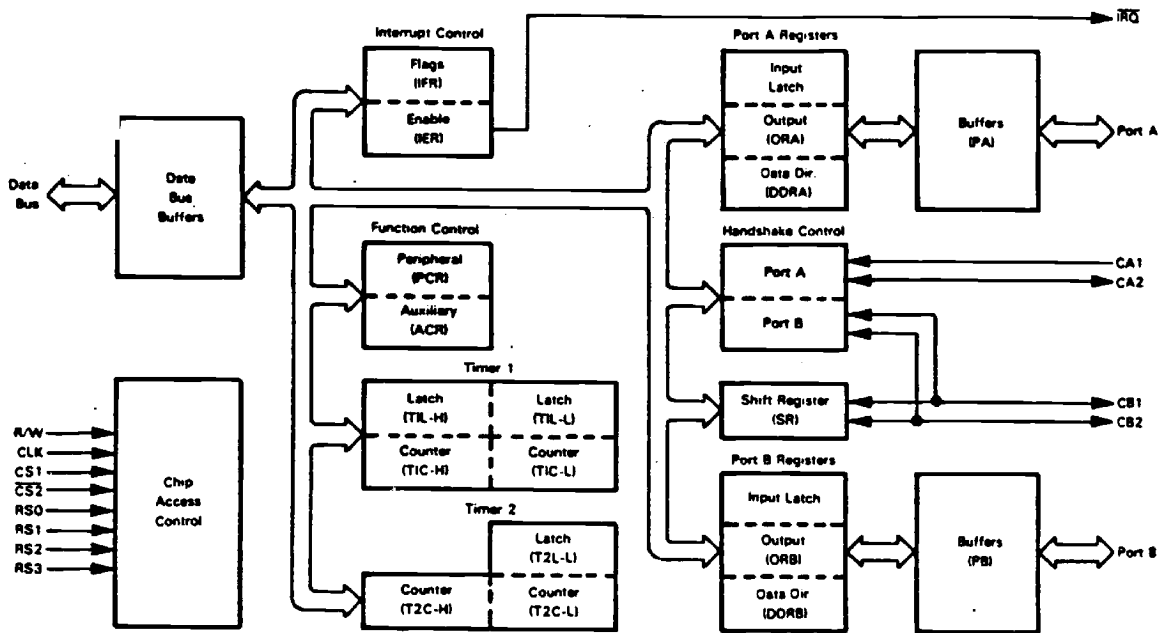 IRQ
Interrupt Control
Flags
(IFR)
Enable
(IER)
Port A Registers
Input
Latch
Output
(ORA)
Data Dir.
(DDRA)
Buffers
(PA)
Port A
Data
Bus
Data
Bus
Buffers
Function Control
Peripheral
(PCR)
Auxiliary
(ACR)
Handshake Control
Port A
Port B
CA1
CA2
Timer 1
Latch
(T1L-H)
Latch
(T1L-L)
Counter
(T1C-H)
Counter
(T1C-L)
Shift Register
(SR)
CB1
CB2
R/W
CLK
CS1
CS2
RS0
RS1
RS2
RS3
Chip
Access
Control
Timer 2
Latch
(T2L-L)
Counter
(T2C-H)
Counter
(T2C-L)
Port B Registers
Input Latch
Output
(ORB)
Data Dir
(DDRB)
Buffers
(PB)
Port B